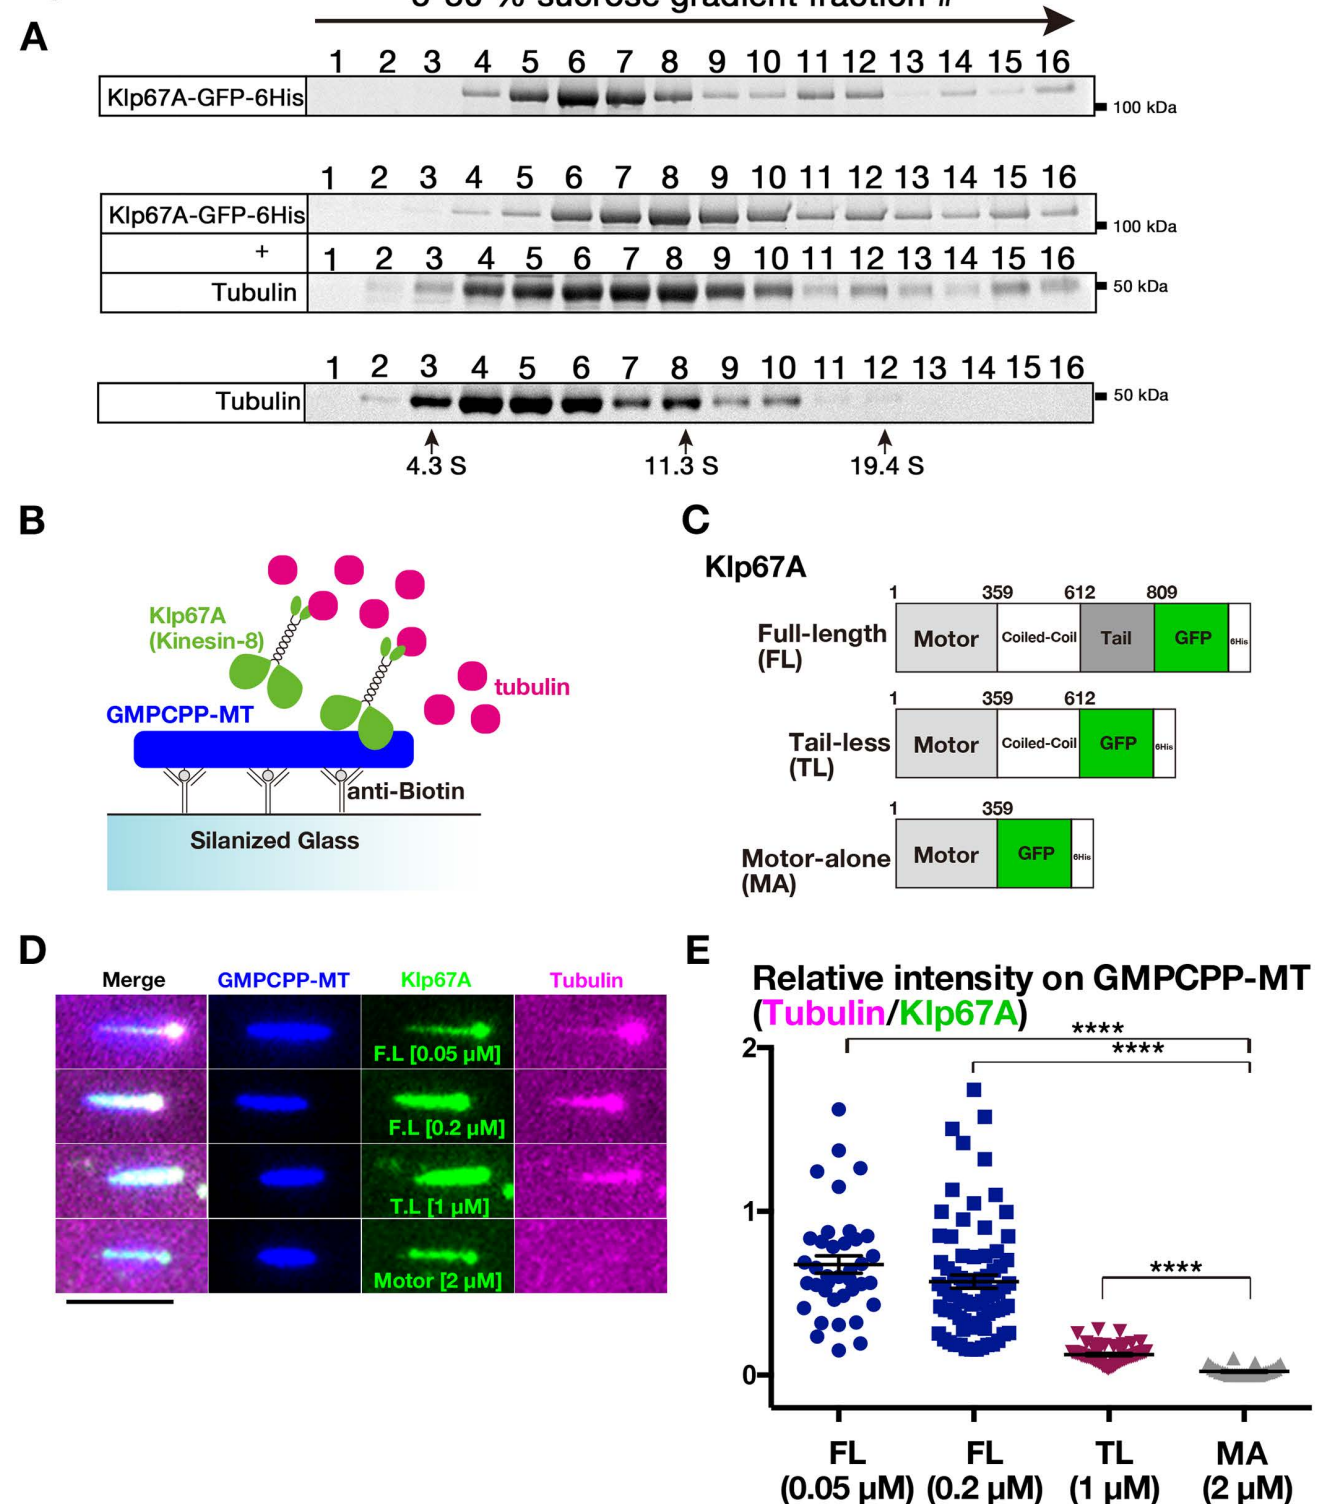 A
1 2 3 4 5 6 7 8 9 10 11 12 13 14 15 16
Klp67A-GFP-6His
100 kDa
1 2 3 4 5 6 7 8 9 10 11 12 13 14 15 16
Klp67A-GFP-6His
100 kDa
+
1 2 3 4 5 6 7 8 9 10 11 12 13 14 15 16
Tubulin
50 kDa
1 2 3 4 5 6 7 8 9 10 11 12 13 14 15 16
Tubulin
50 kDa
4.3 S 11.3 S 19.4 S
B
Klp67A
(Kinesin-8)
tubulin
GMPCPP-MT
anti-Biotin
Silanized Glass
C
Klp67A
1 359 612 809
Full-length
(FL)
Motor Coiled-Coil Tail GFP 6His
1 359 612
Tail-less
(TL)
Motor Coiled-Coil GFP 6His
1 359
Motor-alone
(MA)
Motor GFP 6His
D
Merge GMPCPP-MT Klp67A Tubulin
F.L [0.05 µM]
F.L [0.2 µM]
T.L [1 µM]
Motor [2 µM]
E
Relative intensity on GMPCPP-MT
(Tubulin/Klp67A)
****
****
2
1
****
0
FL FL TL MA
(0.05 µM) (0.2 µM) (1 µM) (2 µM)